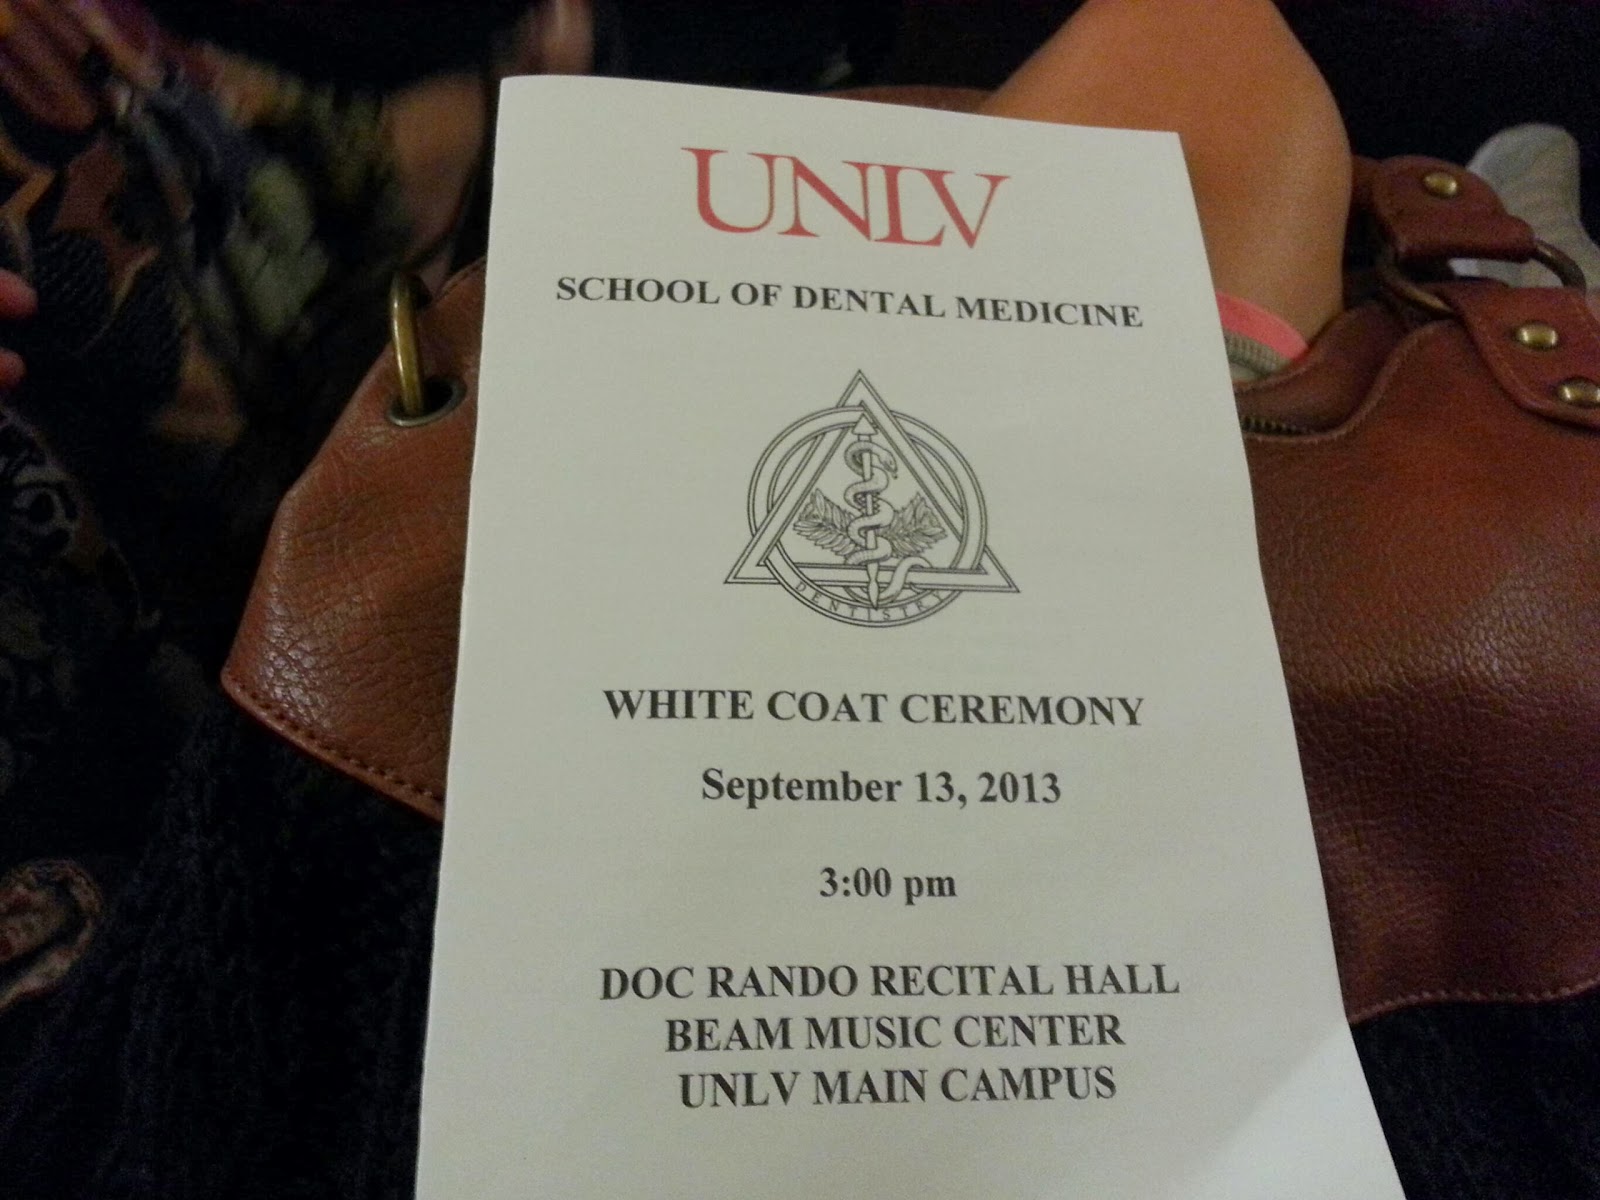 UNLV
SCHOOL OF DENTAL MEDICINE
DENTISTRY
WHITE COAT CEREMONY
September 13, 2013
3:00 pm
DOC RANDO RECITAL HALL
BEAM MUSIC CENTER
UNLV MAIN CAMPUS